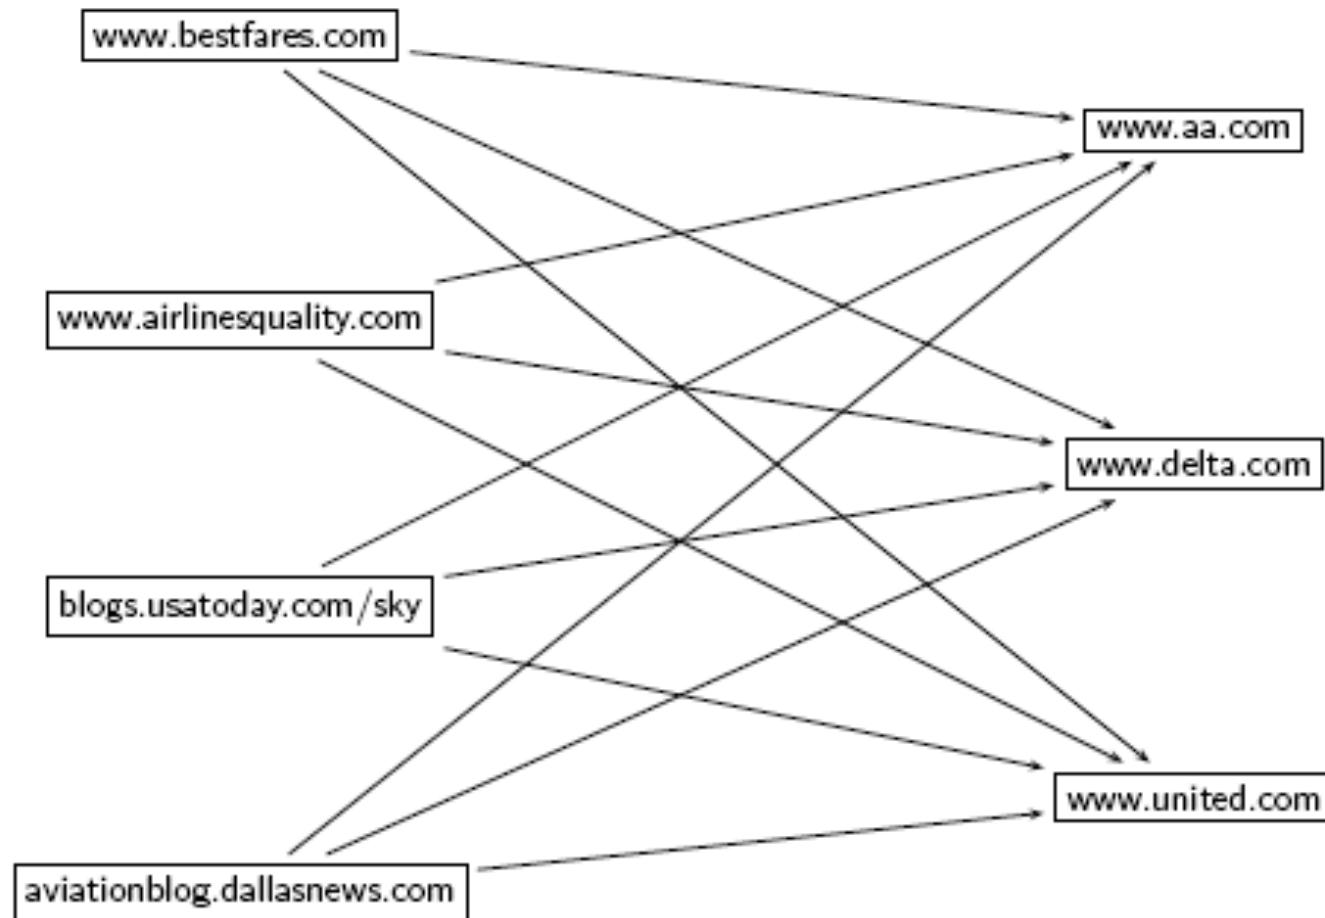 www.bestfares.com
www.aa.com
www.airlinesquality.com
www.delta.com
blogs.usatoday.com/sky
www.united.com
aviationblog.dallasnews.com